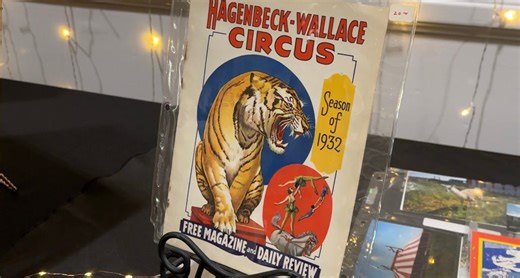 HAGENBECK-WALLACE
CIRCUS
Season
of
1932
FREE MAGAZINE and DAILY REVIEW